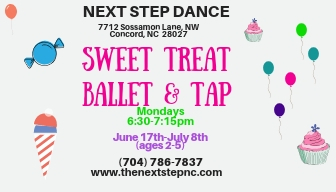 NEXT STEP DANCE
7712 Sossamon Lane, NW
Concord, NC 28027
SWEET TREAT
BALLET & TAP
Mondays
6:30-7:15pm
June 17th-July 8th
(ages 2-5)
(704) 786-7837
www.thenextstepnc.com